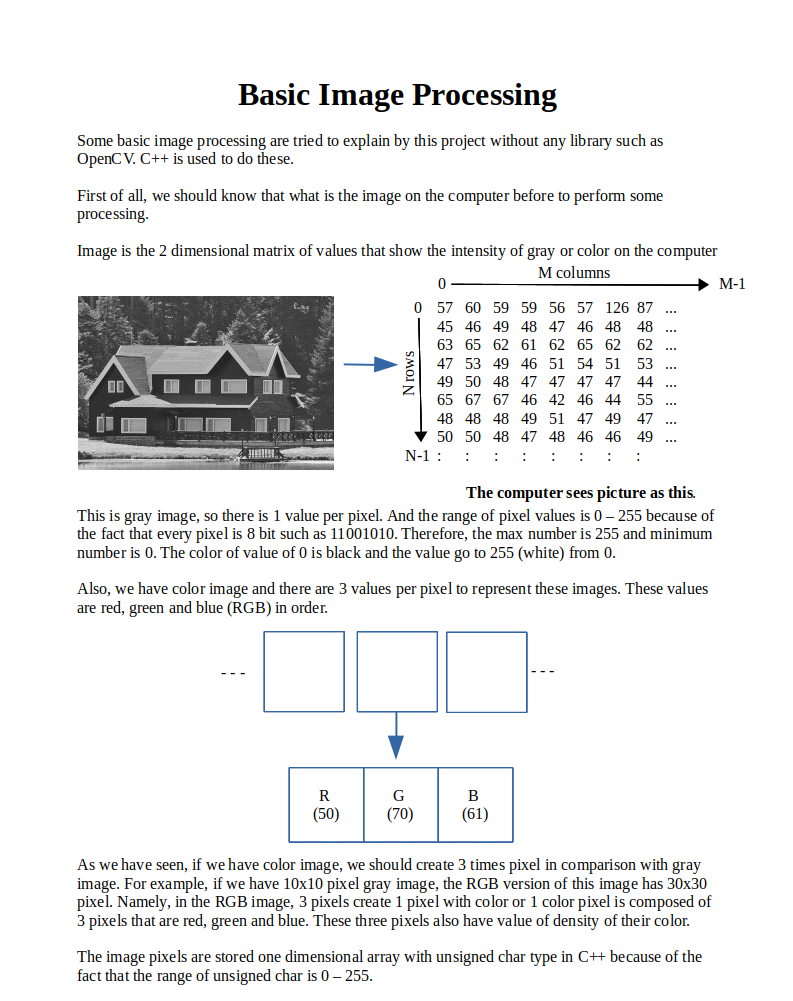 Basic Image Processing
Some basic image processing are tried to explain by this project without any library such as
OpenCV. C++ is used to do these.
First of all, we should know that what is the image on the computer before to perform some
processing.
Image is the 2 dimensional matrix of values that show the intensity of gray or color on the computer
M columns
0 M-1
0 57 60 59 59 56 57 126 87 ...
45 46 49 48 47 46 48 48 ...
63 65 62 61 62 65 62 62 ...
47 53 49 46 51 54 51 53 ...
49 50 48 47 47 47 47 44 ...
65 67 67 46 42 46 44 55 ...
48 48 48 49 51 47 49 47 ...
50 50 48 47 48 46 46 49 ...
N rows
N-1 : : : : : : : :
The computer sees picture as this.
This is gray image, so there is 1 value per pixel. And the range of pixel values is 0 – 255 because of
the fact that every pixel is 8 bit such as 11001010. Therefore, the max number is 255 and minimum
number is 0. The color of value of 0 is black and the value go to 255 (white) from 0.
Also, we have color image and there are 3 values per pixel to represent these images. These values
are red, green and blue (RGB) in order.
- - - - - -
R G B
(50) (70) (61)
As we have seen, if we have color image, we should create 3 times pixel in comparison with gray
image. For example, if we have 10x10 pixel gray image, the RGB version of this image has 30x30
pixel. Namely, in the RGB image, 3 pixels create 1 pixel with color or 1 color pixel is composed of
3 pixels that are red, green and blue. These three pixels also have value of density of their color.
The image pixels are stored one dimensional array with unsigned char type in C++ because of the
fact that the range of unsigned char is 0 – 255.